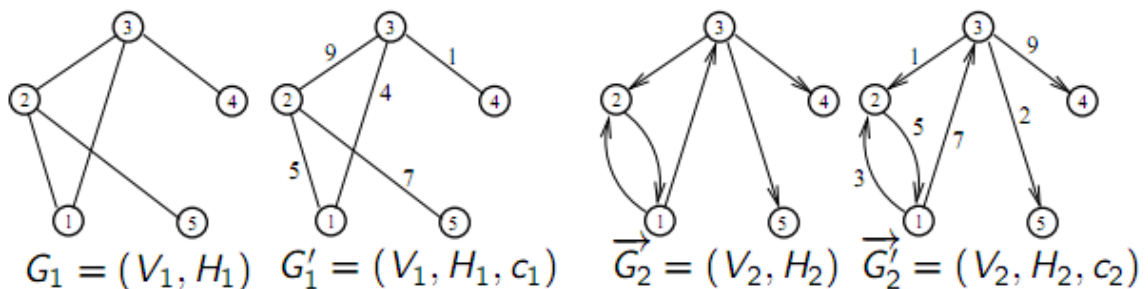 3 3 3 3
9 1 1 9
2 4 2 4 4 2 4 2 5 7 2 4
5 7 3
1 5 1 5 1 5 1 5
G₁ = (V₁, H₁) G₁′ = (V₁, H₁, c₁) G₂⃗ = (V₂, H₂) G₂′⃗ = (V₂, H₂, c₂)